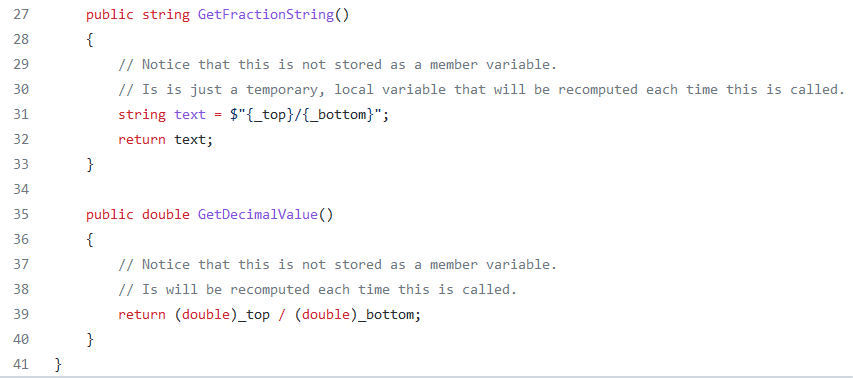 27 public string GetFractionString()
28 {
29 // Notice that this is not stored as a member variable.
30 // Is is just a temporary, local variable that will be recomputed each time this is called.
31 string text = $"{_top}/{_bottom}";
32 return text;
33 }
34
35 public double GetDecimalValue()
36 {
37 // Notice that this is not stored as a member variable.
38 // Is will be recomputed each time this is called.
39 return (double)_top / (double)_bottom;
40 }
41 }